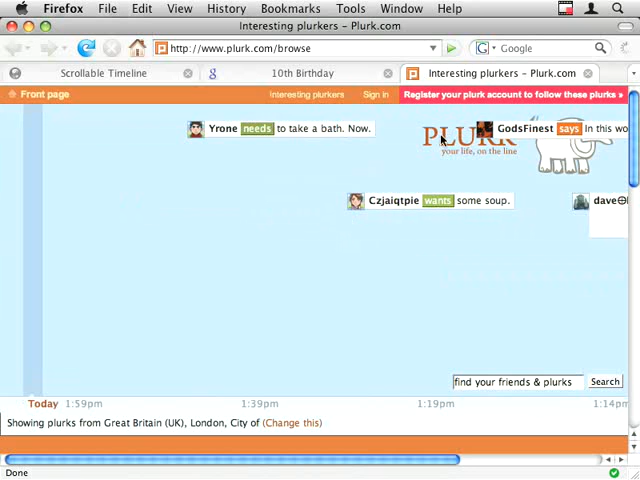 Firefox File Edit View History Bookmarks Tools Window Help
Interesting plurkers – Plurk.com
http://www.plurk.com/browse
Google
Scrollable Timeline
10th Birthday
Interesting plurkers – Plurk.com
Front page
Interesting plurkers
Sign in
Register your plurk account to follow these plurks »
Yrone needs to take a bath. Now.
PLURK
your life, on the line
GodsFinest says In this wo
Czjaiqtpie wants some soup.
find your friends & plurks
Search
Today 1:59pm 1:39pm 1:19pm 1:14pm
Showing plurks from Great Britain (UK), London, City of (Change this)
Done